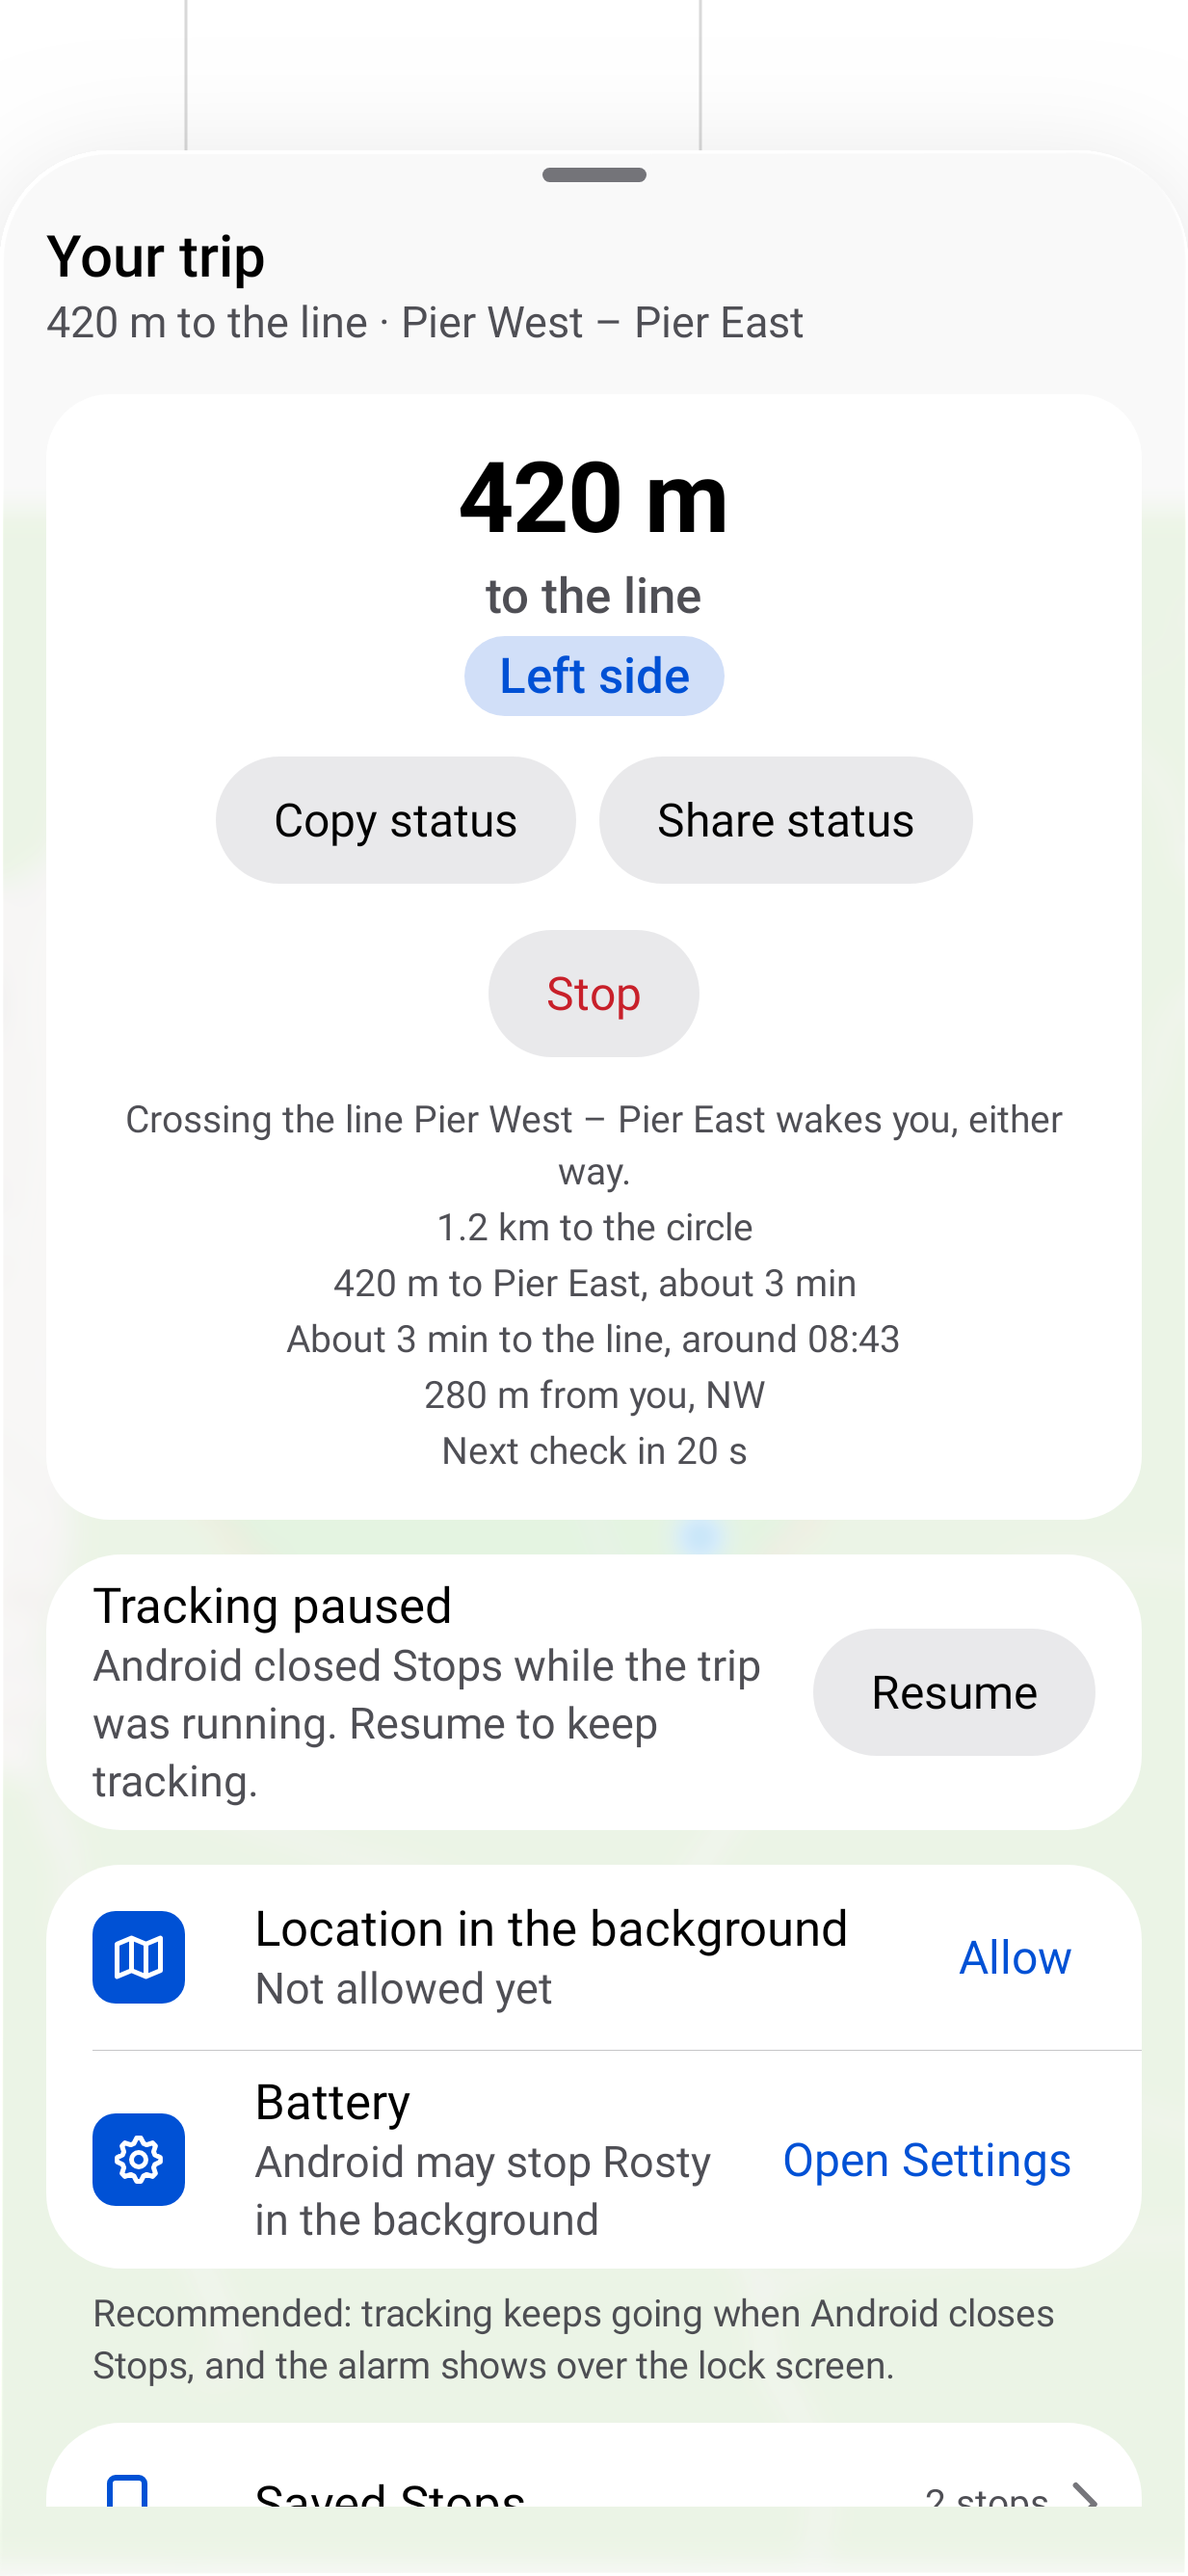 Your trip
420 m to the line · Pier West – Pier East
420 m
to the line
Left side
Copy status
Share status
Stop
Crossing the line Pier West – Pier East wakes you, either
way.
1.2 km to the circle
420 m to Pier East, about 3 min
About 3 min to the line, around 08:43
280 m from you, NW
Next check in 20 s
Tracking paused
Android closed Stops while the trip
was running. Resume to keep
tracking.
Resume
Location in the background
Not allowed yet
Allow
Battery
Android may stop Rosty
in the background
Open Settings
Recommended: tracking keeps going when Android closes
Stops, and the alarm shows over the lock screen.
Saved Stops
2 stops